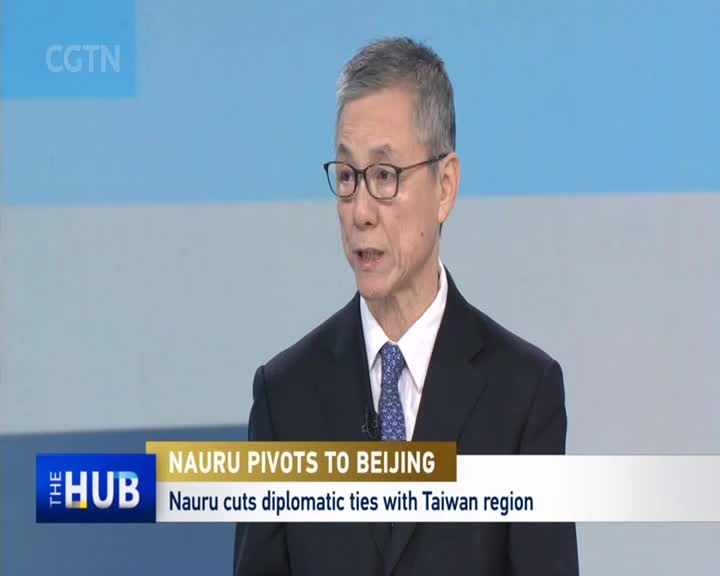 CGTN
NAURU PIVOTS TO BEIJING
THE HUB
Nauru cuts diplomatic ties with Taiwan region